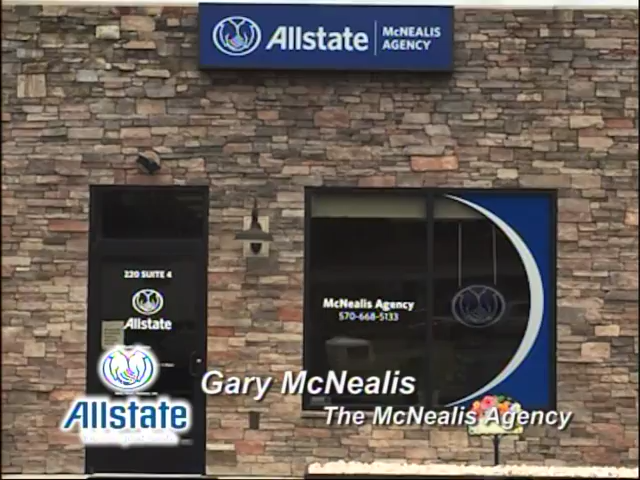 Allstate McNEALIS
AGENCY
220 SUITE 4
Allstate
McNealis Agency
570-668-5133
Gary McNealis
Allstate
The McNealis Agency